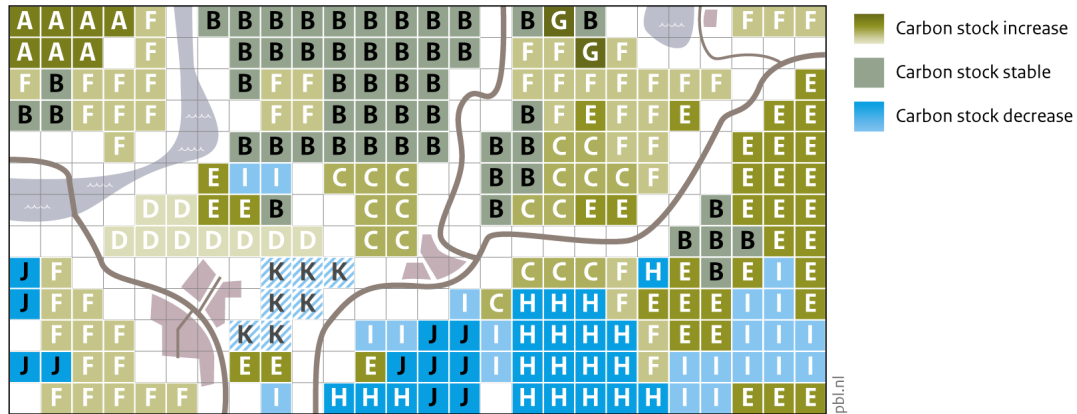 A A A A F B B B B B B B B B B G B F F F
A A A F B B B B B B B B F F G F
F B F F F B F F B B B B F F F F F F F E
B B F F F F F B B B B B F E F F E E E
F B B B B B B B B B C C F F E E E
E I I C C C B B C C C F E E E
D D E E B C C B C C E E B E E E
D D D D D D D C C B B B E E
J F K K K C C C F H E B E I E
J F F K K I C H H H F E E E I I E
F F F K K I I J J I H H H H F E E I I I
J J F F E E E J J J I H H H H F I I I I I
F F F F F I H H H J J H H H H H I I E E E
Carbon stock increase
Carbon stock stable
Carbon stock decrease
pbl.nl